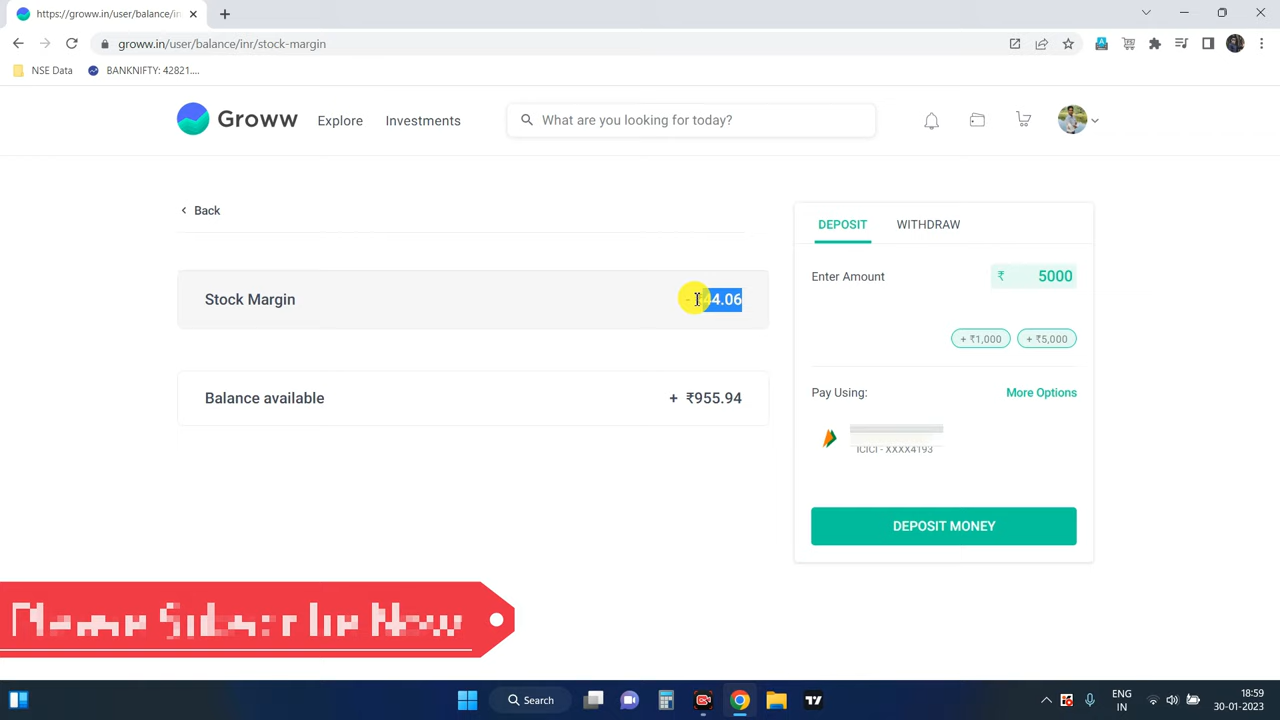 https://groww.in/user/balance/in
groww.in/user/balance/inr/stock-margin
NSE Data
BANKNIFTY: 42821....
Groww
Explore
Investments
What are you looking for today?
Back
Stock Margin
44.06
Balance available
+ ₹955.94
DEPOSIT
WITHDRAW
Enter Amount
₹ 5000
+ ₹1,000
+ ₹5,000
Pay Using:
More Options
ICICI - XXXX4193
DEPOSIT MONEY
Please Subscribe Now
Search
ENG
IN
18:59
30-01-2023